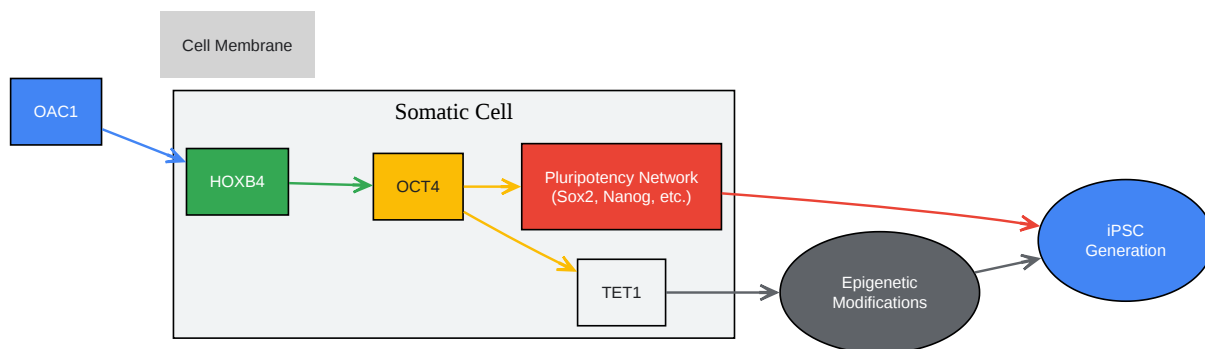 Cell Membrane
OAC1
Somatic Cell
HOXB4
OCT4
Pluripotency Network
(Sox2, Nanog, etc.)
TET1
Epigenetic
Modifications
iPSC
Generation